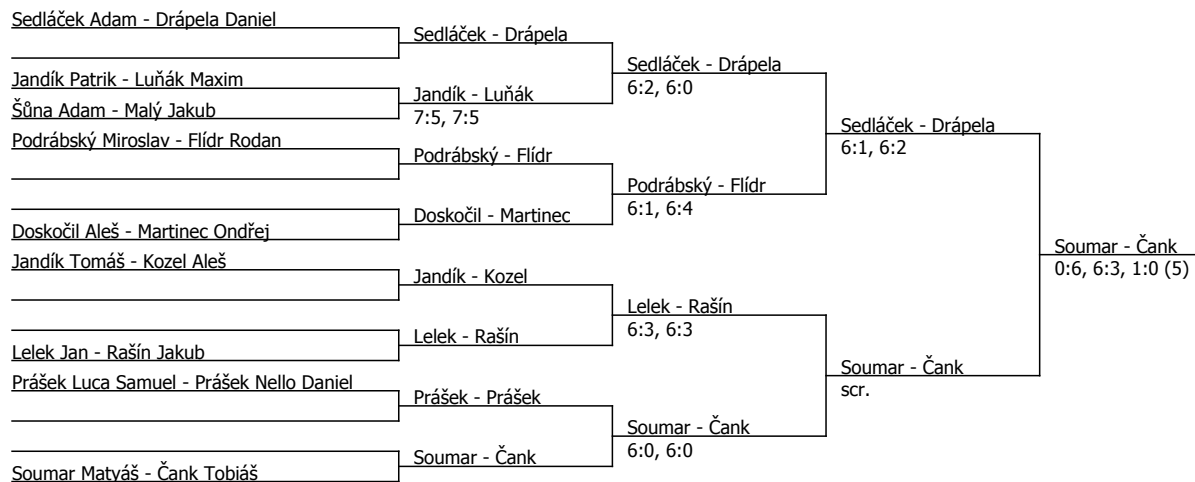 Sedláček Adam - Drápela Daniel
Jandík Patrik - Luňák Maxim
Šůna Adam - Malý Jakub
Podrábský Miroslav - Flídr Rodan
Doskočil Aleš - Martinec Ondřej
Jandík Tomáš - Kozel Aleš
Lelek Jan - Rašín Jakub
Prášek Luca Samuel - Prášek Nello Daniel
Soumar Matyáš - Čank Tobiáš
Sedláček - Drápela
Jandík - Luňák
7:5, 7:5
Podrábský - Flídr
Doskočil - Martinec
Jandík - Kozel
Lelek - Rašín
Prášek - Prášek
Soumar - Čank
Sedláček - Drápela
6:2, 6:0
Podrábský - Flídr
6:1, 6:4
Lelek - Rašín
6:3, 6:3
Soumar - Čank
6:0, 6:0
Sedláček - Drápela
6:1, 6:2
Soumar - Čank
scr.
Soumar - Čank
0:6, 6:3, 1:0 (5)